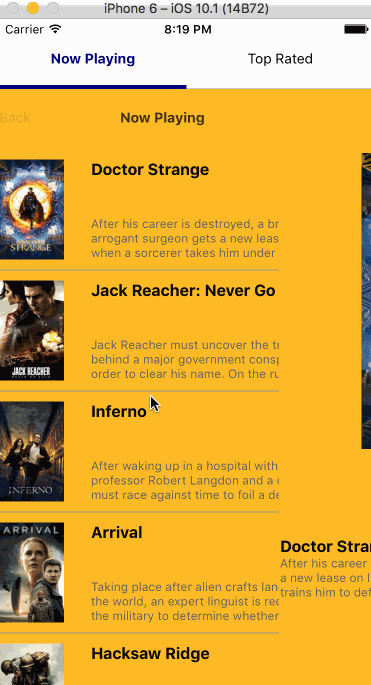 iPhone 6 – iOS 10.1 (14B72)
Carrier 8:19 PM
Now Playing Top Rated
Back Now Playing
Doctor Strange
After his career is destroyed, a br
arrogant surgeon gets a new leas
when a sorcerer takes him under
STRANGE
Jack Reacher: Never Go
Jack Reacher must uncover the tr
behind a major government consp
order to clear his name. On the ru
JACK REACHER
Inferno
After waking up in a hospital with
professor Robert Langdon and a d
must race against time to foil a de
INFERNO
ARRIVAL
Arrival
Taking place after alien crafts lan
the world, an expert linguist is rec
the military to determine whether
Hacksaw Ridge
Doctor Stra
After his career
a new lease on l
trains him to def